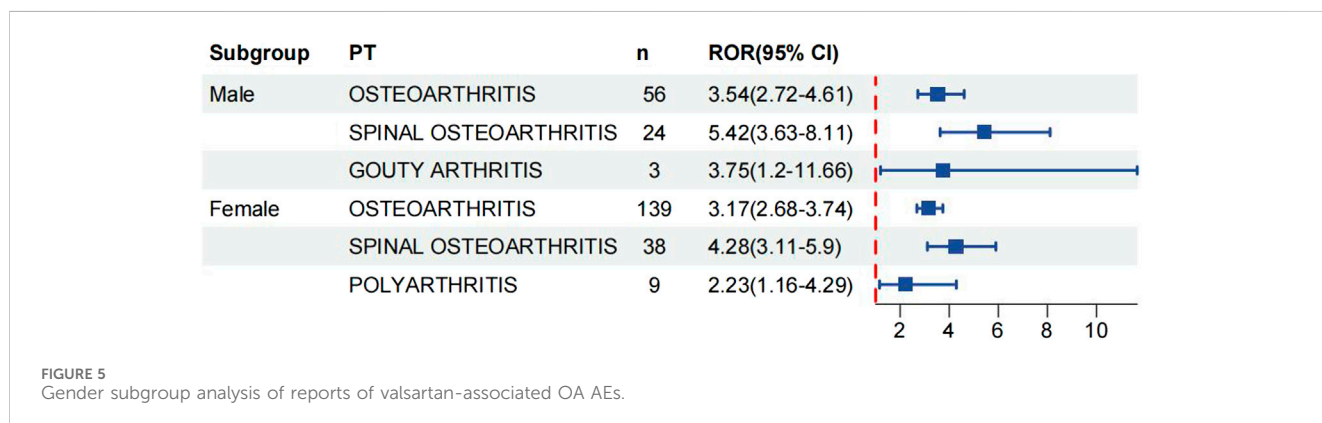 Subgroup PT n ROR(95% CI)
Male OSTEOARTHRITIS 56 3.54(2.72-4.61)
SPINAL OSTEOARTHRITIS 24 5.42(3.63-8.11)
GOUTY ARTHRITIS 3 3.75(1.2-11.66)
Female OSTEOARTHRITIS 139 3.17(2.68-3.74)
SPINAL OSTEOARTHRITIS 38 4.28(3.11-5.9)
POLYARTHRITIS 9 2.23(1.16-4.29)
2 4 6 8 10
FIGURE 5
Gender subgroup analysis of reports of valsartan-associated OA AEs.